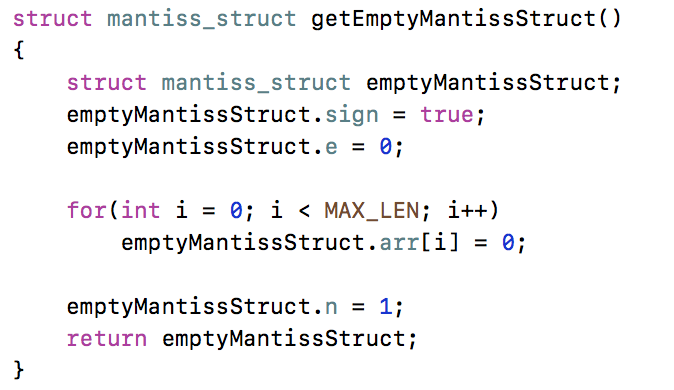 struct mantiss_struct getEmptyMantissStruct()
{
    struct mantiss_struct emptyMantissStruct;
    emptyMantissStruct.sign = true;
    emptyMantissStruct.e = 0;

    for(int i = 0; i < MAX_LEN; i++)
        emptyMantissStruct.arr[i] = 0;

    emptyMantissStruct.n = 1;
    return emptyMantissStruct;
}